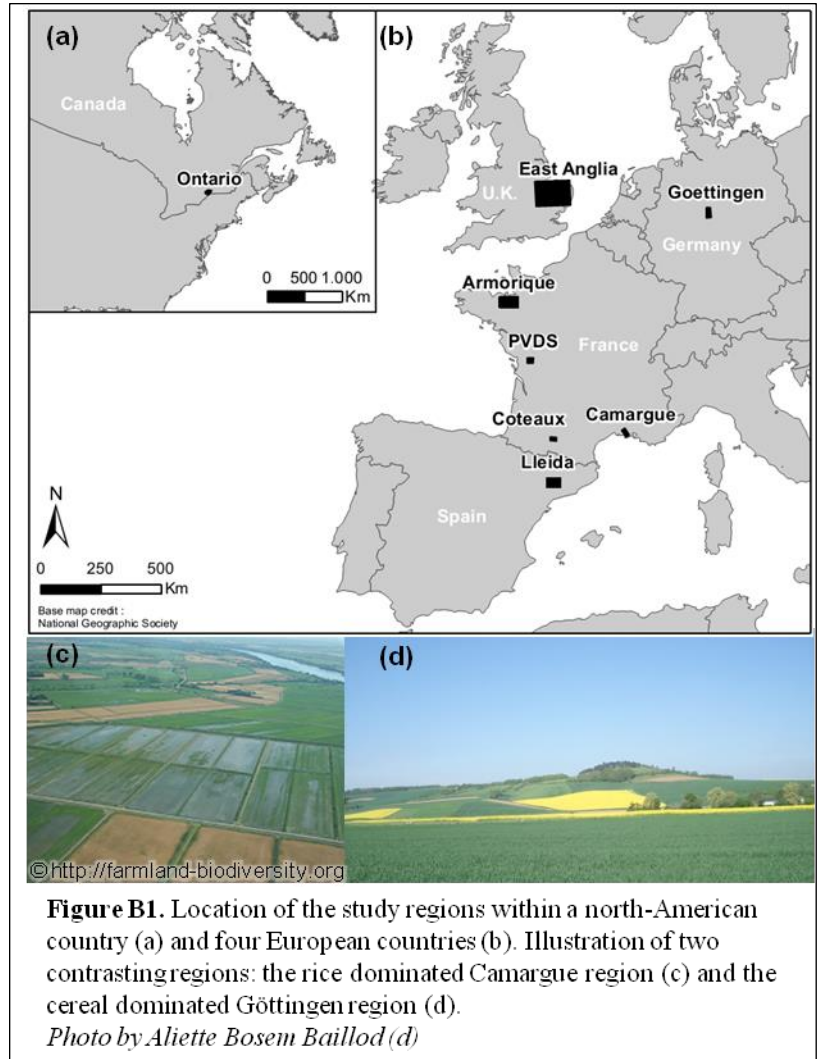 (a)
Canada
Ontario
0 500 1.000
Km
(b)
East Anglia
U.K.
Goettingen
Germany
Armorique
PVDS
France
Coteaux
Camargue
Lleida
Spain
N
0 250 500
Km
Base map credit :
National Geographic Society
(c)
©http://farmland-biodiversity.org
(d)
Figure B1. Location of the study regions within a north-American
country (a) and four European countries (b). Illustration of two
contrasting regions: the rice dominated Camargue region (c) and the
cereal dominated Göttingen region (d).
Photo by Aliette Bosem Baillod (d)